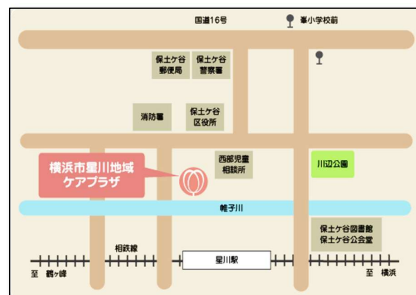 国道16号
峯小学校前
保土ケ谷
郵便局
保土ケ谷
警察署
消防署
保土ケ谷
区役所
横浜市星川地域
ケアプラザ
西部児童
相談所
川辺公園
帷子川
保土ケ谷図書館
保土ケ谷公会堂
相鉄線
星川駅
至 鶴ヶ峰
至 横浜